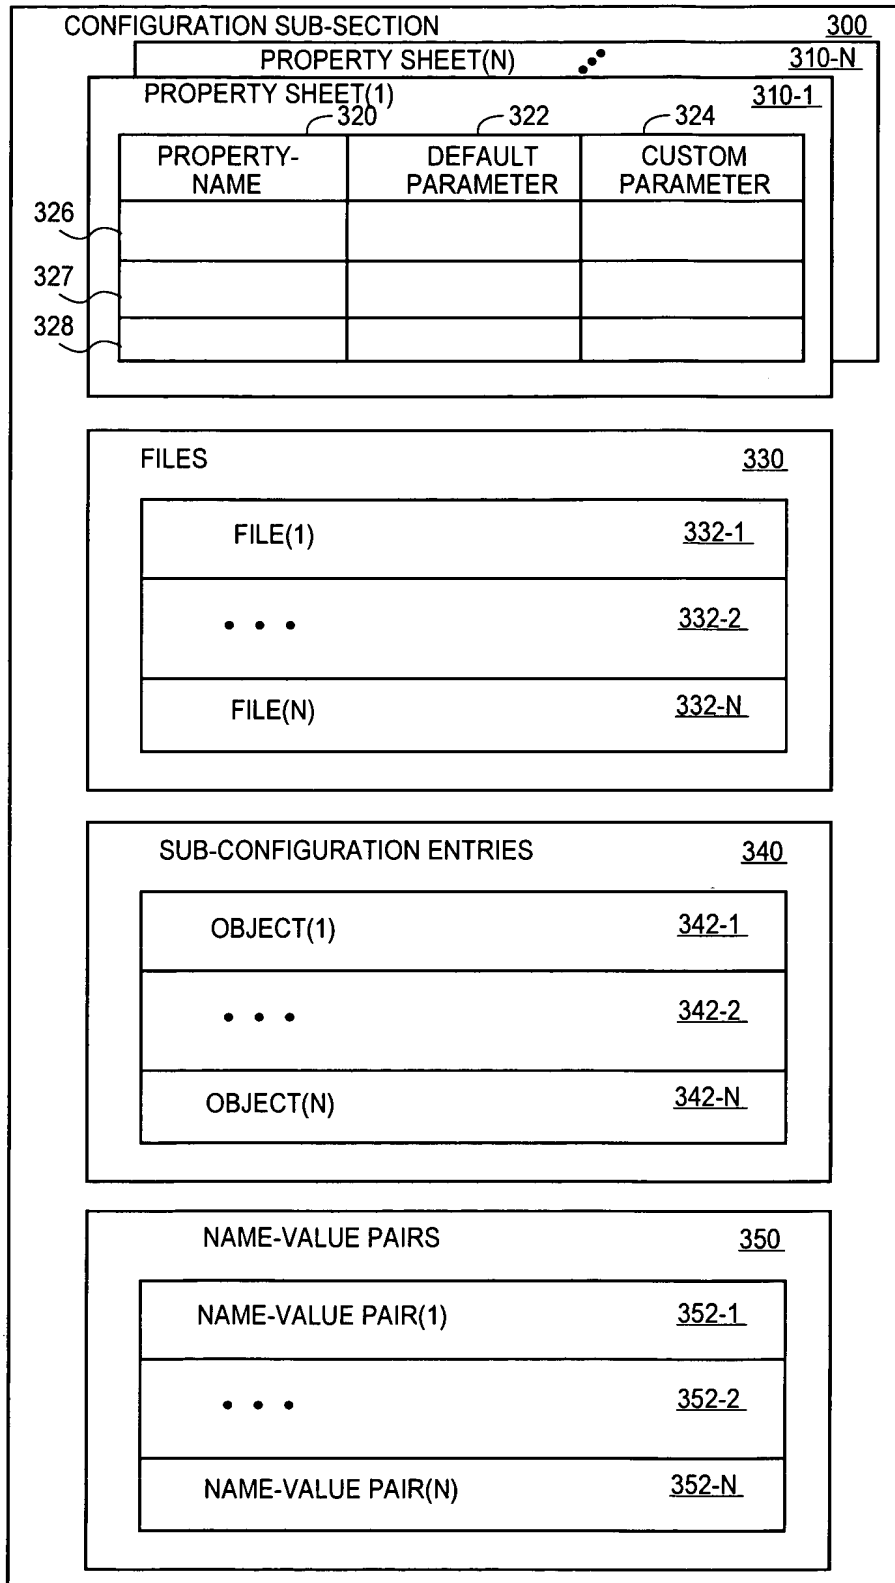 CONFIGURATION SUB-SECTION 300
PROPERTY SHEET(N) 310-N
PROPERTY SHEET(1) 310-1
320 322 324
PROPERTY-
NAME
DEFAULT
PARAMETER
CUSTOM
PARAMETER
326
327
328
FILES 330
FILE(1) 332-1
• • • 332-2
FILE(N) 332-N
SUB-CONFIGURATION ENTRIES 340
OBJECT(1) 342-1
• • • 342-2
OBJECT(N) 342-N
NAME-VALUE PAIRS 350
NAME-VALUE PAIR(1) 352-1
• • • 352-2
NAME-VALUE PAIR(N) 352-N